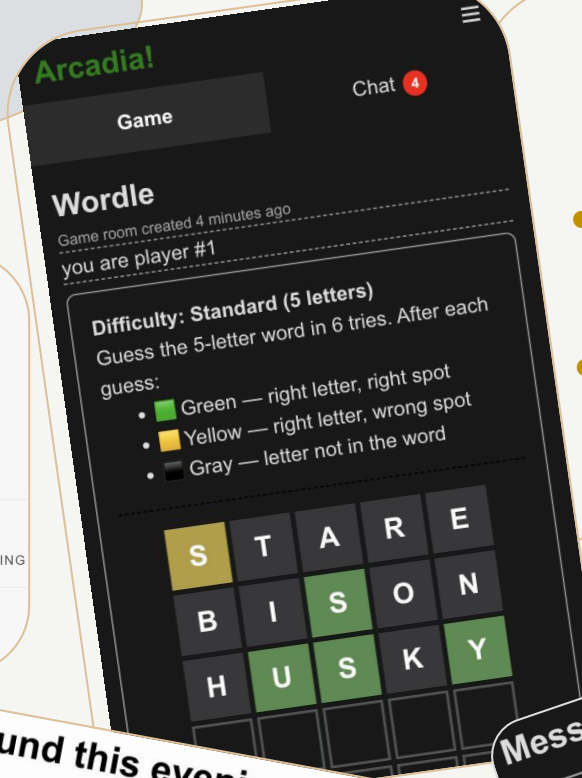 Arcadia!
Game
Chat 4
Wordle
Game room created 4 minutes ago
you are player #1
Difficulty: Standard (5 letters)
Guess the 5-letter word in 6 tries. After each
guess:
• Green — right letter, right spot
• Yellow — right letter, wrong spot
• Gray — letter not in the word
S T A R E
B I S O N
H U S K Y
ING
und this
Mess